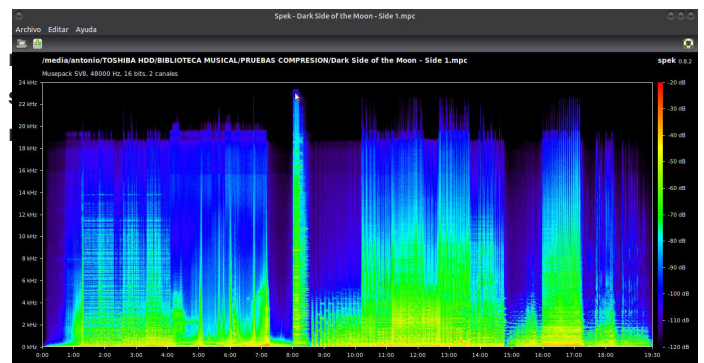 Spek - Dark Side of the Moon - Side 1.mpc
Archivo Editar Ayuda
/media/antonio/TOSHIBA HDD/BIBLIOTECA MUSICAL/PRUEBAS COMPRESION/Dark Side of the Moon - Side 1.mpc
spek 0.8.2
Musepack SV8, 48000 Hz, 16 bits, 2 canales
24 kHz
22 kHz
20 kHz
18 kHz
16 kHz
14 kHz
12 kHz
10 kHz
8 kHz
6 kHz
4 kHz
2 kHz
0 kHz
0:00 1:00 2:00 3:00 4:00 5:00 6:00 7:00 8:00 9:00 10:00 11:00 12:00 13:00 14:00 15:00 16:00 17:00 18:00 19:30
-20 dB
-30 dB
-40 dB
-50 dB
-60 dB
-70 dB
-80 dB
-90 dB
-100 dB
-110 dB
-120 dB